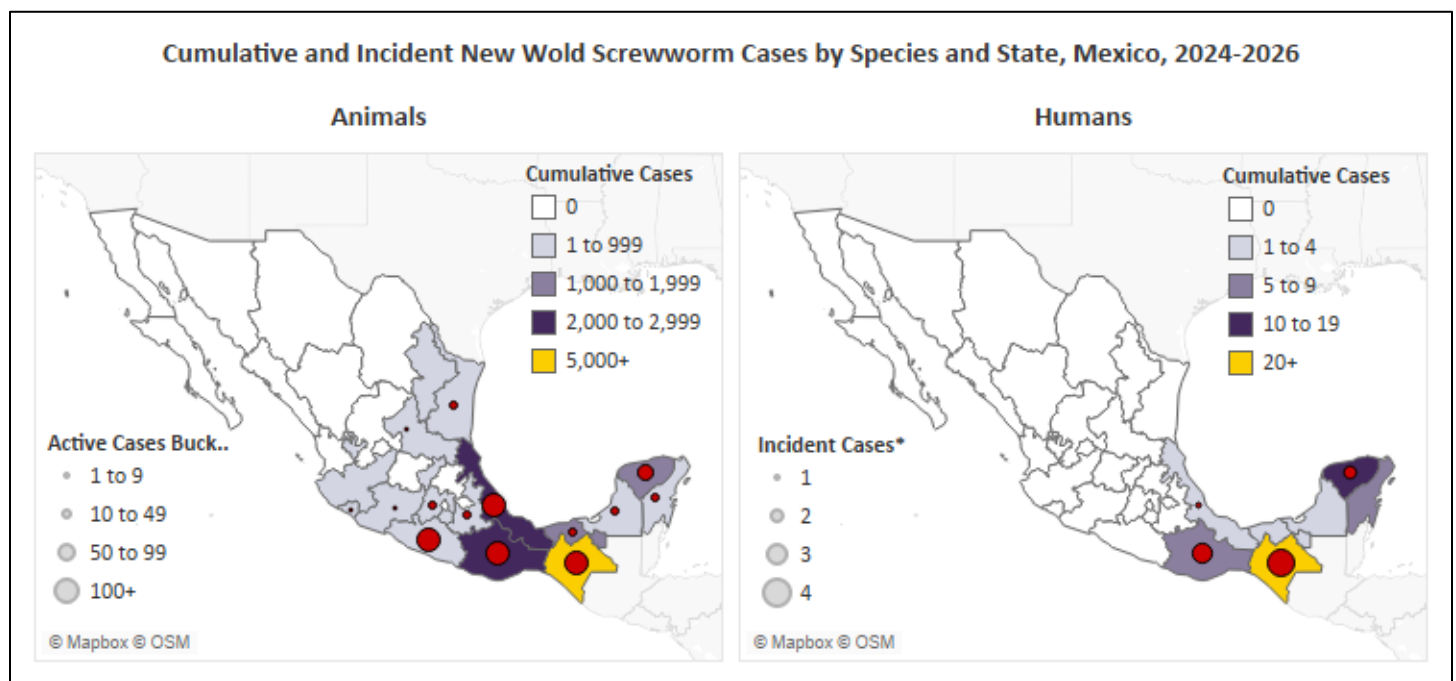 Cumulative and Incident New Wold Screwworm Cases by Species and State, Mexico, 2024-2026
Animals
Cumulative Cases
0
1 to 999
1,000 to 1,999
2,000 to 2,999
5,000+
Active Cases Buck..
1 to 9
10 to 49
50 to 99
100+
© Mapbox © OSM
Humans
Cumulative Cases
0
1 to 4
5 to 9
10 to 19
20+
Incident Cases*
1
2
3
4
© Mapbox © OSM